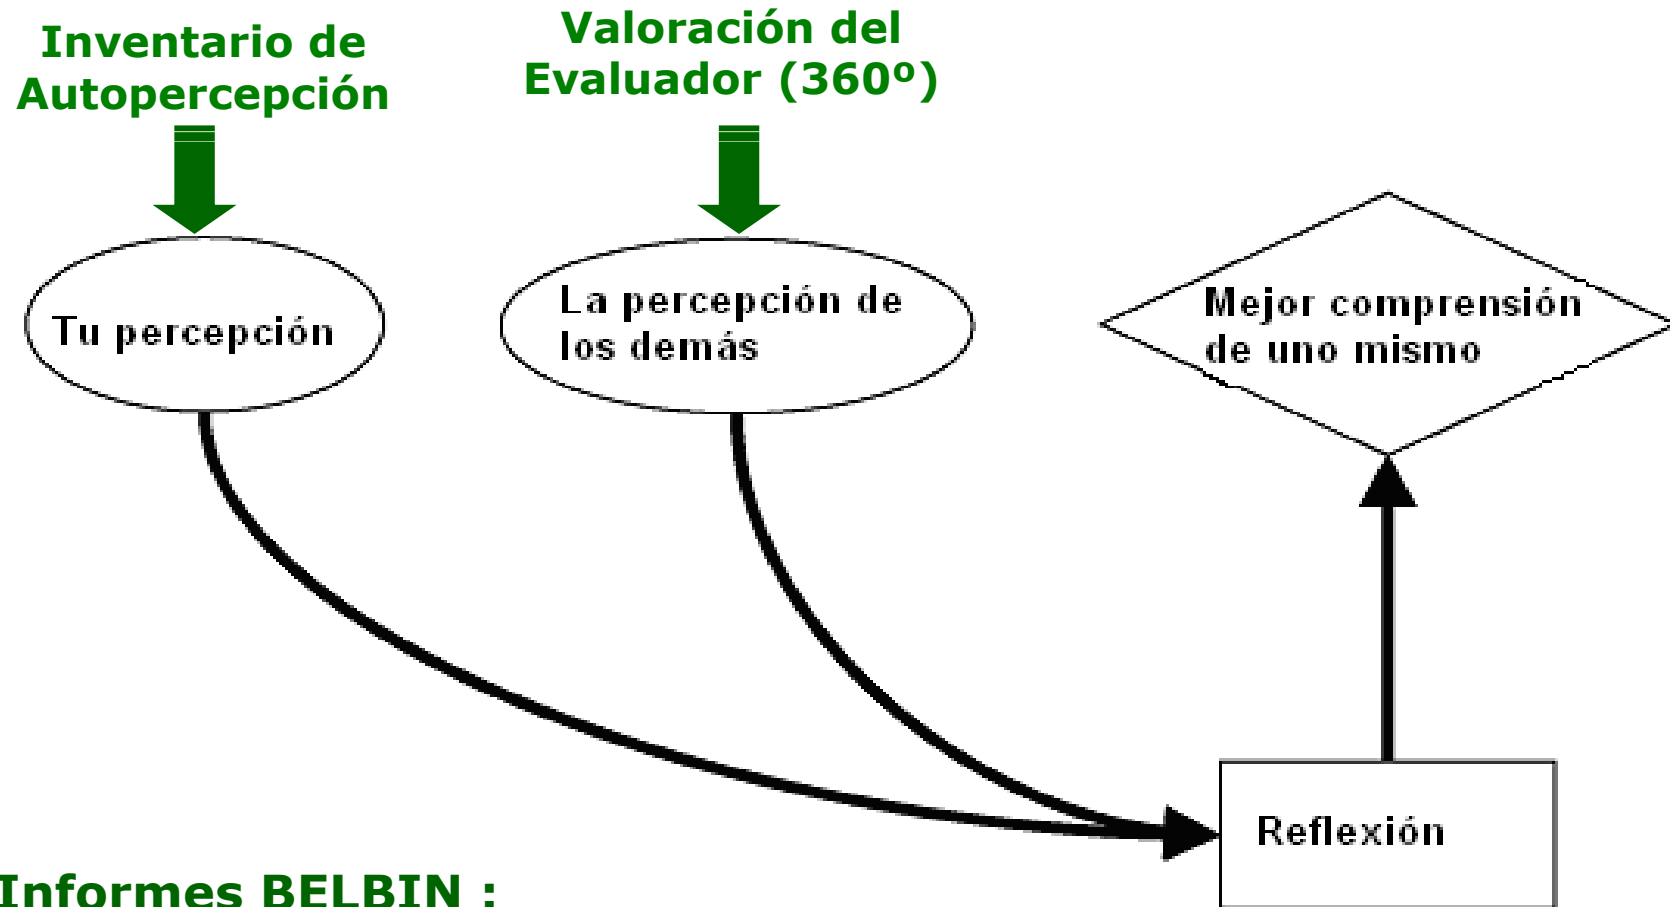 Inventario de
Autopercepción
Valoración del
Evaluador (360º)
Tu percepción
La percepción de
los demás
Mejor comprensión
de uno mismo
Reflexión
Informes BELBIN :